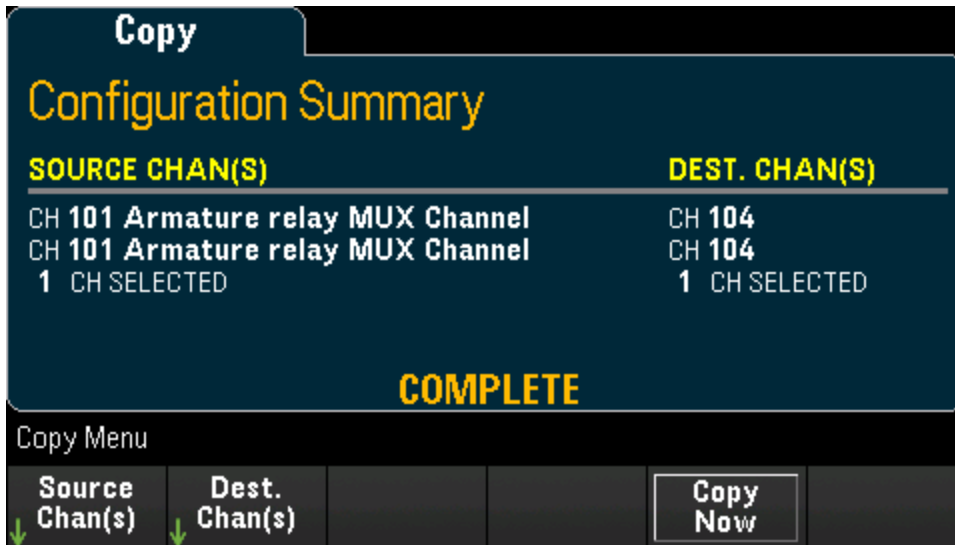 Copy
Configuration Summary
SOURCE CHAN(S) DEST. CHAN(S)
CH 101 Armature relay MUX Channel CH 104
CH 101 Armature relay MUX Channel CH 104
1 CH SELECTED 1 CH SELECTED
COMPLETE
Copy Menu
Source Dest. Copy
Chan(s) Chan(s) Now